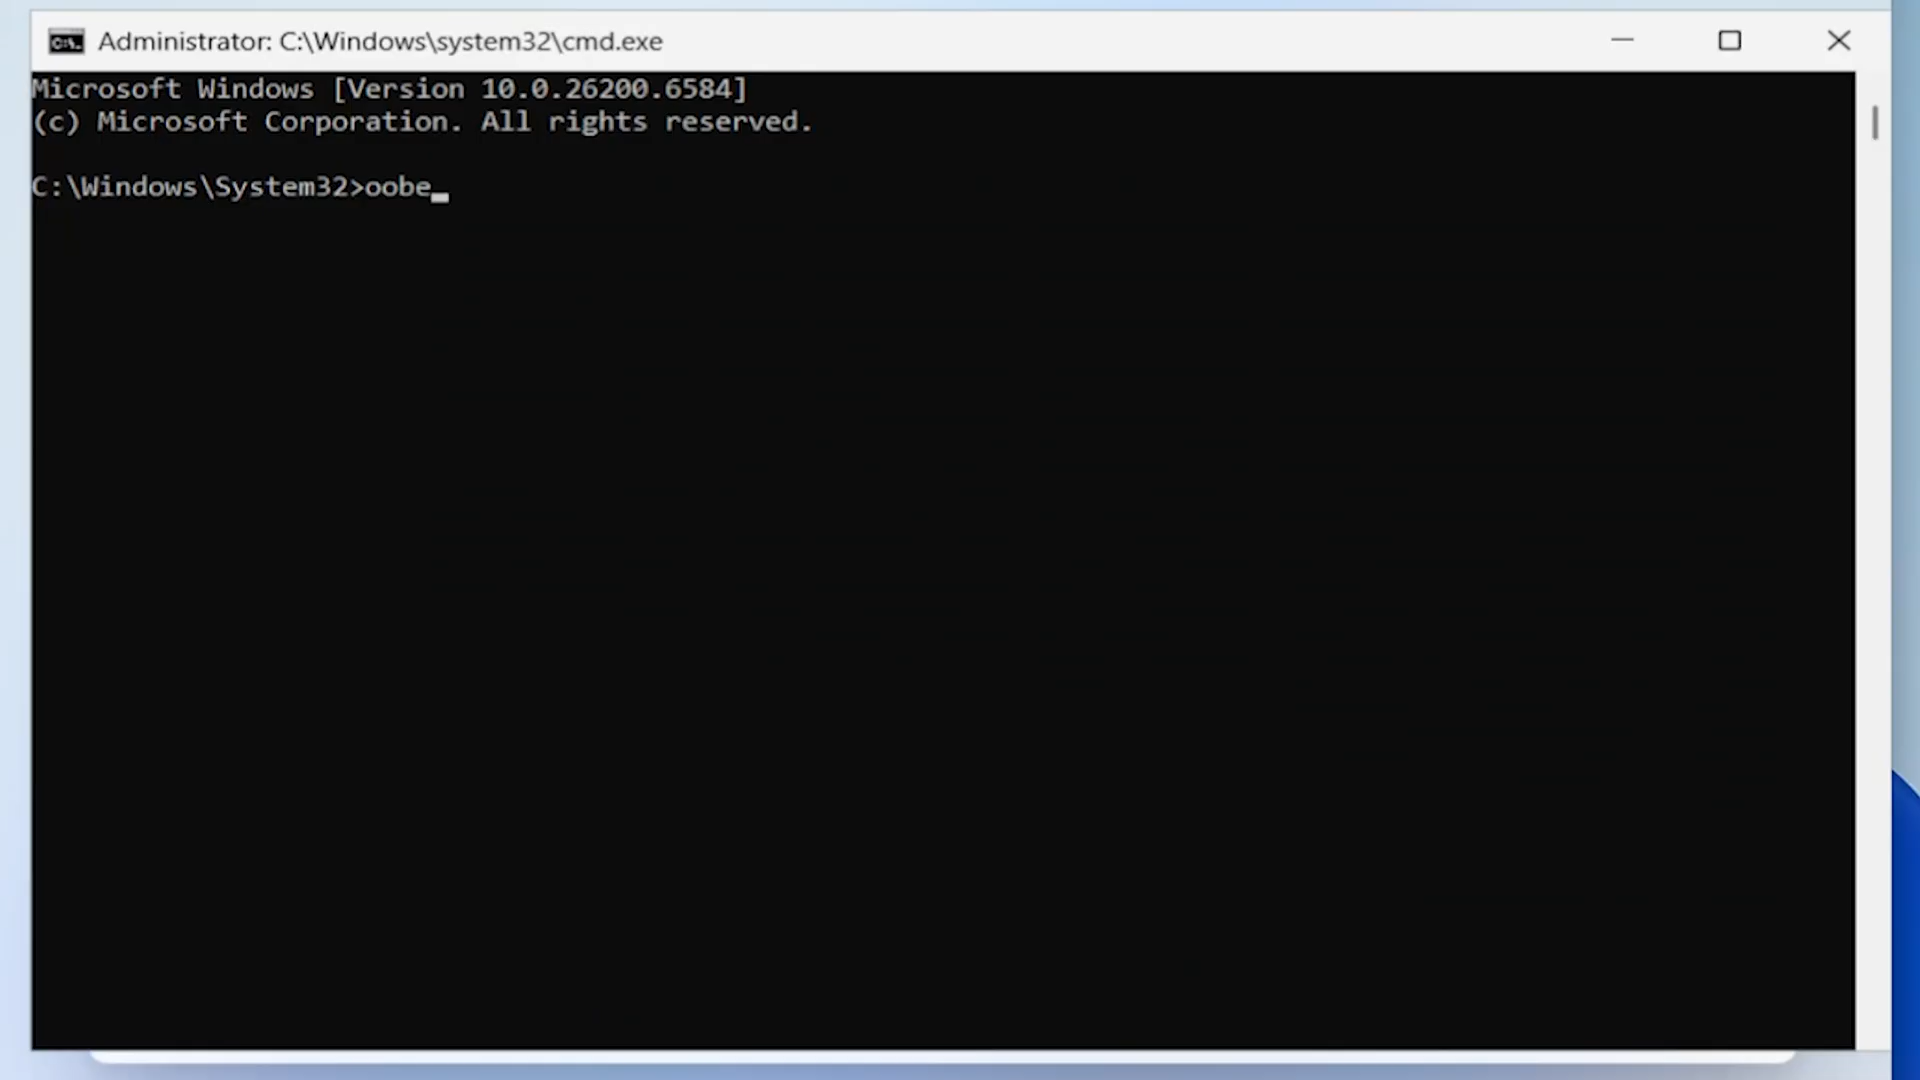 Administrator: C:\Windows\system32\cmd.exe
Microsoft Windows [Version 10.0.26200.6584]
(c) Microsoft Corporation. All rights reserved.
C:\Windows\System32>oobe